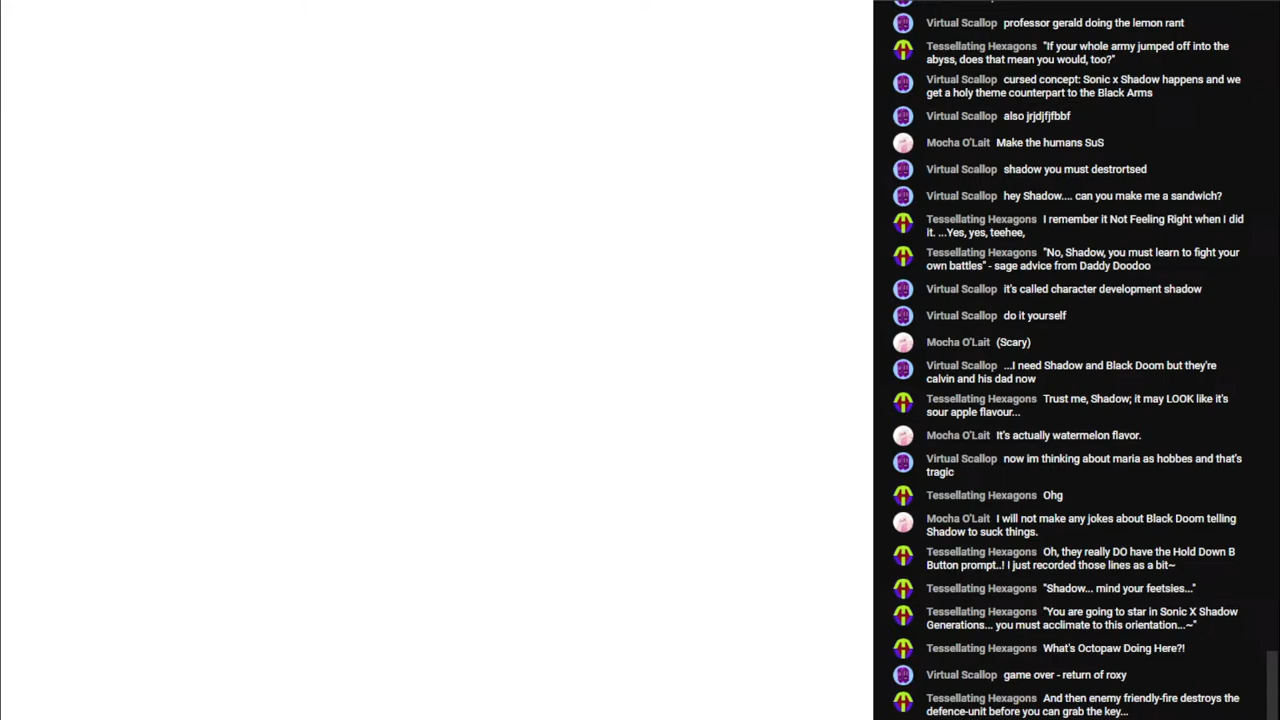 Virtual Scallop professor gerald doing the lemon rant
Tessellating Hexagons "If your whole army jumped off into the
abyss, does that mean you would, too?"
Virtual Scallop cursed concept: Sonic x Shadow happens and we
get a holy theme counterpart to the Black Arms
Virtual Scallop also jrjdjfjfbbf
Mocha O'Lait Make the humans SuS
Virtual Scallop shadow you must destrortsed
Virtual Scallop hey Shadow.... can you make me a sandwich?
Tessellating Hexagons I remember it Not Feeling Right when I did
it. ...Yes, yes, teehee,
Tessellating Hexagons "No, Shadow, you must learn to fight your
own battles" - sage advice from Daddy Doodoo
Virtual Scallop it's called character development shadow
Virtual Scallop do it yourself
Mocha O'Lait (Scary)
Virtual Scallop ...I need Shadow and Black Doom but they're
calvin and his dad now
Tessellating Hexagons Trust me, Shadow; it may LOOK like it's
sour apple flavour...
Mocha O'Lait It's actually watermelon flavor.
Virtual Scallop now im thinking about maria as hobbes and that's
tragic
Tessellating Hexagons Ohg
Mocha O'Lait I will not make any jokes about Black Doom telling
Shadow to suck things.
Tessellating Hexagons Oh, they really DO have the Hold Down B
Button prompt..! I just recorded those lines as a bit~
Tessellating Hexagons "Shadow... mind your feetsies..."
Tessellating Hexagons "You are going to star in Sonic X Shadow
Generations... you must acclimate to this orientation...~"
Tessellating Hexagons What's Octopaw Doing Here?!
Virtual Scallop game over - return of roxy
Tessellating Hexagons And then enemy friendly-fire destroys the
defence-unit before you can grab the key...